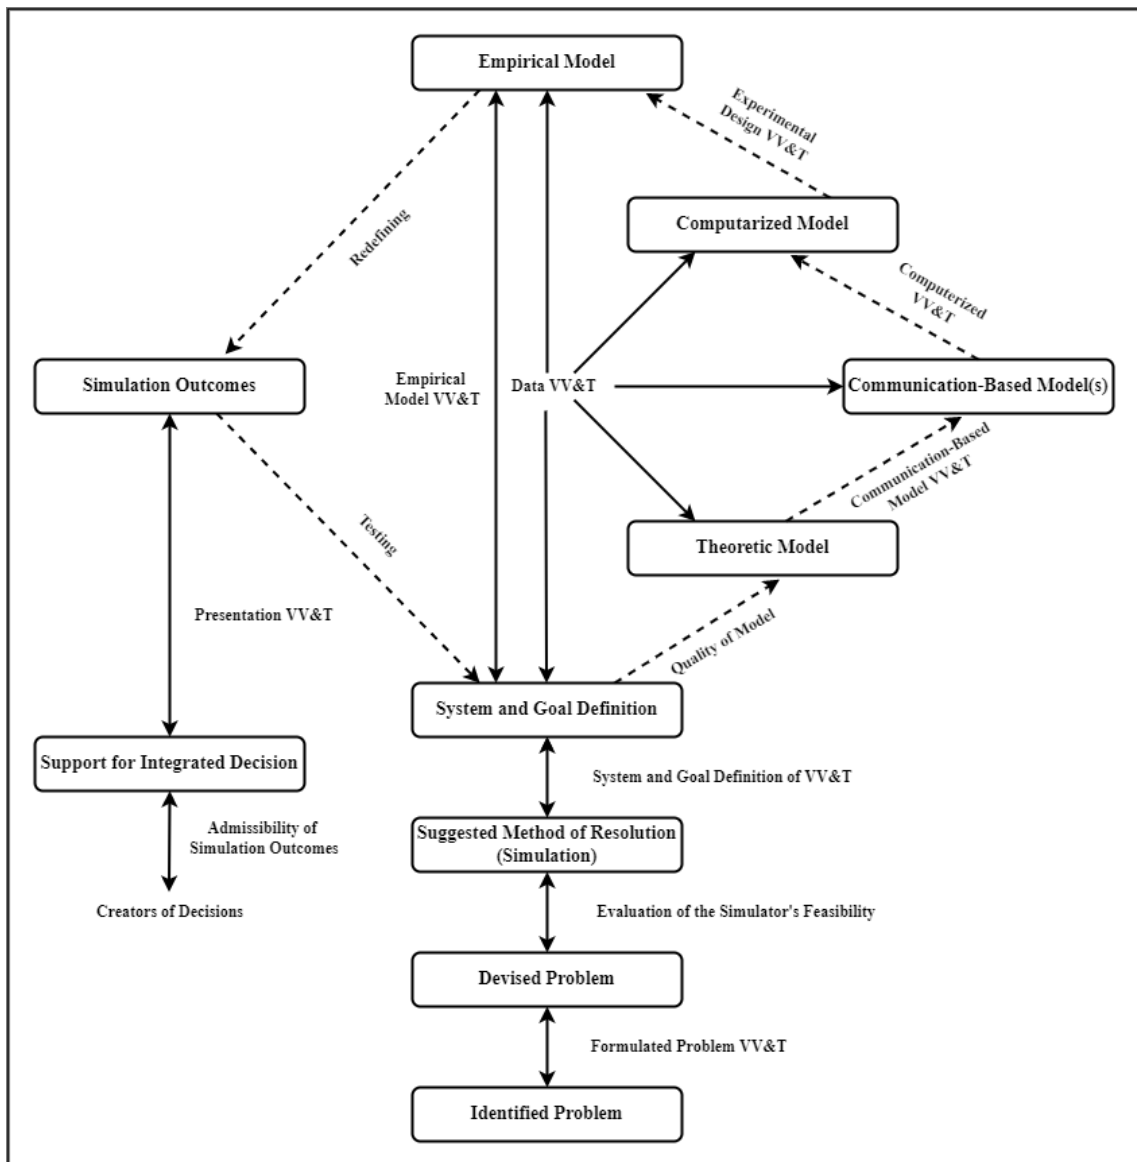 Empirical Model
Experimental
Design VV&T
Redefining
Computarized Model
Computerized
VV&T
Simulation Outcomes
Empirical
Model VV&T
Data VV&T
Communication-Based Model(s)
Communication-Based
Model VV&T
Testing
Theoretic Model
Presentation VV&T
Quality of Model
System and Goal Definition
Support for Integrated Decision
System and Goal Definition of VV&T
Admissibility of
Simulation Outcomes
Suggested Method of Resolution
(Simulation)
Creators of Decisions
Evaluation of the Simulator's Feasibility
Devised Problem
Formulated Problem VV&T
Identified Problem